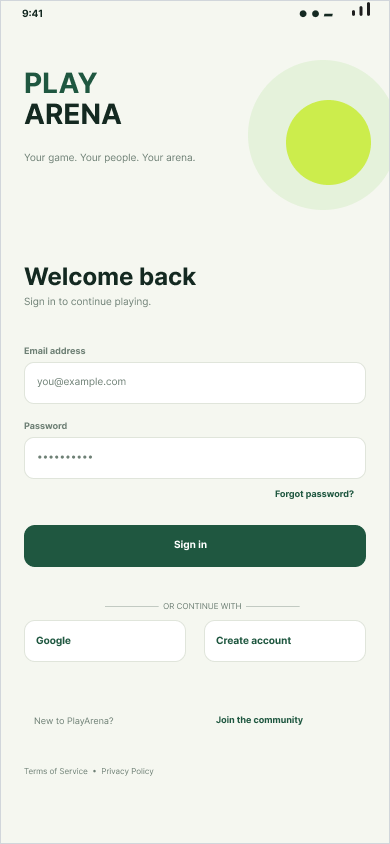 9:41
PLAY
ARENA
Your game. Your people. Your arena.
Welcome back
Sign in to continue playing.
Email address
you@example.com
Password
••••••••••
Forgot password?
Sign in
OR CONTINUE WITH
Google
Create account
New to PlayArena?
Join the community
Terms of Service • Privacy Policy